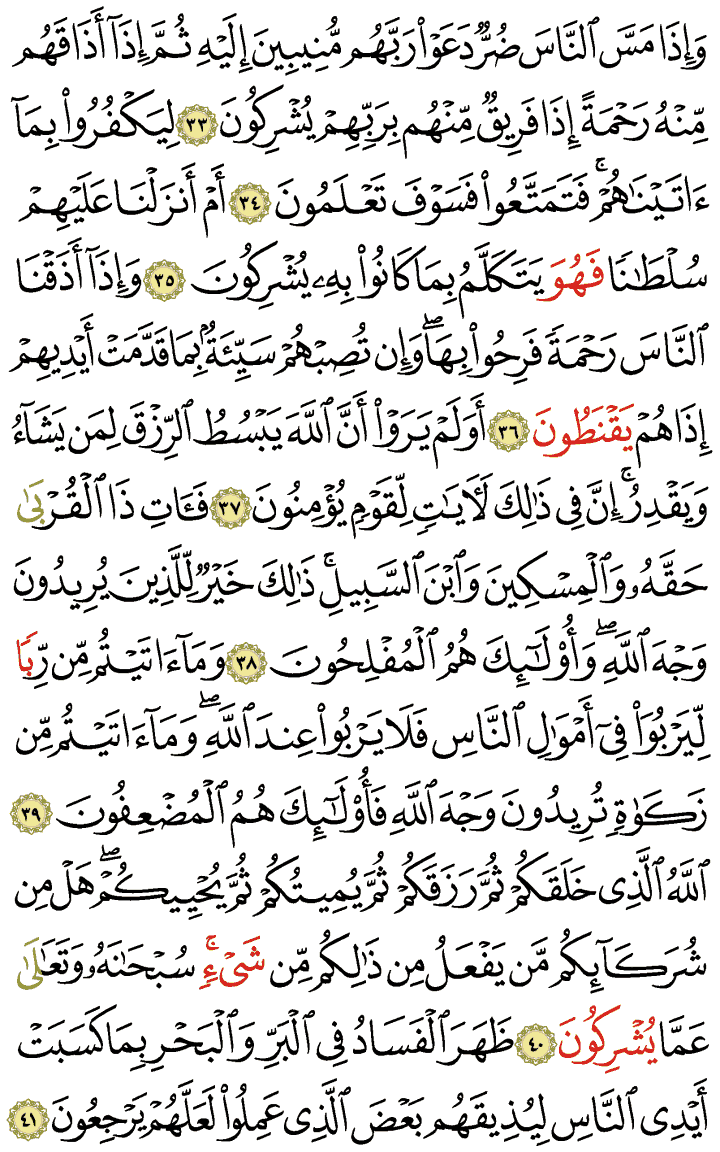 وَإِذَا مَسَّ ٱلنَّاسَ ضُرٌّ دَعَوْا۟ رَبَّهُم مُّنِيبِينَ إِلَيْهِ ثُمَّ إِذَآ أَذَاقَهُم
مِّنْهُ رَحْمَةً إِذَا فَرِيقٌ مِّنْهُم بِرَبِّهِمْ يُشْرِكُونَ ٣٣ لِيَكْفُرُوا۟ بِمَآ
ءَاتَيْنَٰهُمْ ۚ فَتَمَتَّعُوا۟ فَسَوْفَ تَعْلَمُونَ ٣٤ أَمْ أَنزَلْنَا عَلَيْهِمْ
سُلْطَٰنًا فَهُوَ يَتَكَلَّمُ بِمَا كَانُوا۟ بِهِۦ يُشْرِكُونَ ٣٥ وَإِذَآ أَذَقْنَا
ٱلنَّاسَ رَحْمَةً فَرِحُوا۟ بِهَا ۖ وَإِن تُصِبْهُمْ سَيِّئَةٌۢ بِمَا قَدَّمَتْ أَيْدِيهِمْ
إِذَا هُمْ يَقْنَطُونَ ٣٦ أَوَلَمْ يَرَوْا۟ أَنَّ ٱللَّهَ يَبْسُطُ ٱلرِّزْقَ لِمَن يَشَآءُ
وَيَقْدِرُ ۚ إِنَّ فِى ذَٰلِكَ لَـَٔايَٰتٍ لِّقَوْمٍ يُؤْمِنُونَ ٣٧ فَـَٔاتِ ذَا ٱلْقُرْبَىٰ
حَقَّهُۥ وَٱلْمِسْكِينَ وَٱبْنَ ٱلسَّبِيلِ ۚ ذَٰلِكَ خَيْرٌ لِّلَّذِينَ يُرِيدُونَ
وَجْهَ ٱللَّهِ ۖ وَأُو۟لَٰٓئِكَ هُمُ ٱلْمُفْلِحُونَ ٣٨ وَمَآ ءَاتَيْتُم مِّن رِّبًا
لِّيَرْبُوَا۟ فِىٓ أَمْوَٰلِ ٱلنَّاسِ فَلَا يَرْبُوا۟ عِندَ ٱللَّهِ ۖ وَمَآ ءَاتَيْتُم مِّن
زَكَوٰةٍ تُرِيدُونَ وَجْهَ ٱللَّهِ فَأُو۟لَٰٓئِكَ هُمُ ٱلْمُضْعِفُونَ ٣٩
ٱللَّهُ ٱلَّذِى خَلَقَكُمْ ثُمَّ رَزَقَكُمْ ثُمَّ يُمِيتُكُمْ ثُمَّ يُحْيِيكُمْ ۖ هَلْ مِن
شُرَكَآئِكُم مَّن يَفْعَلُ مِن ذَٰلِكُم مِّن شَىْءٍ ۚ سُبْحَٰنَهُۥ وَتَعَٰلَىٰ
عَمَّا يُشْرِكُونَ ٤٠ ظَهَرَ ٱلْفَسَادُ فِى ٱلْبَرِّ وَٱلْبَحْرِ بِمَا كَسَبَتْ
أَيْدِى ٱلنَّاسِ لِيُذِيقَهُم بَعْضَ ٱلَّذِى عَمِلُوا۟ لَعَلَّهُمْ يَرْجِعُونَ ٤١